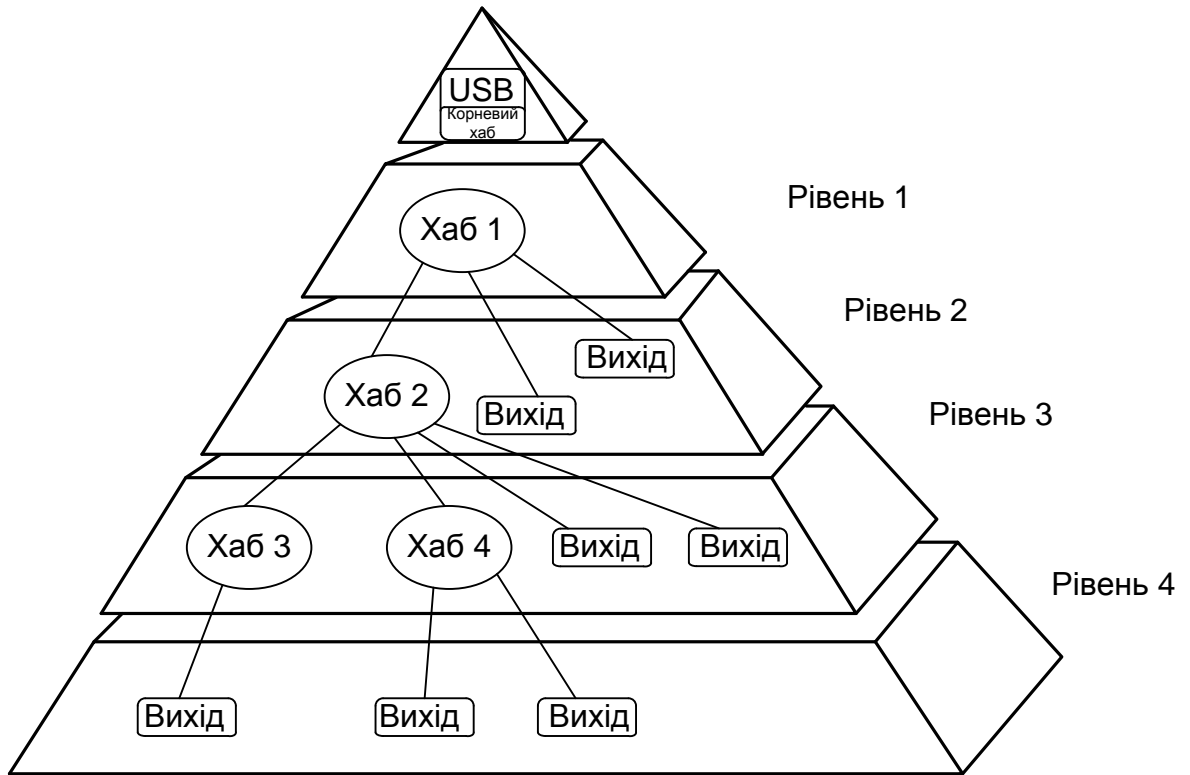 USB
Корневий
хаб
Рівень 1
Хаб 1
Рівень 2
Вихід
Хаб 2
Вихід
Рівень 3
Хаб 3
Хаб 4
Вихід
Вихід
Рівень 4
Вихід
Вихід
Вихід